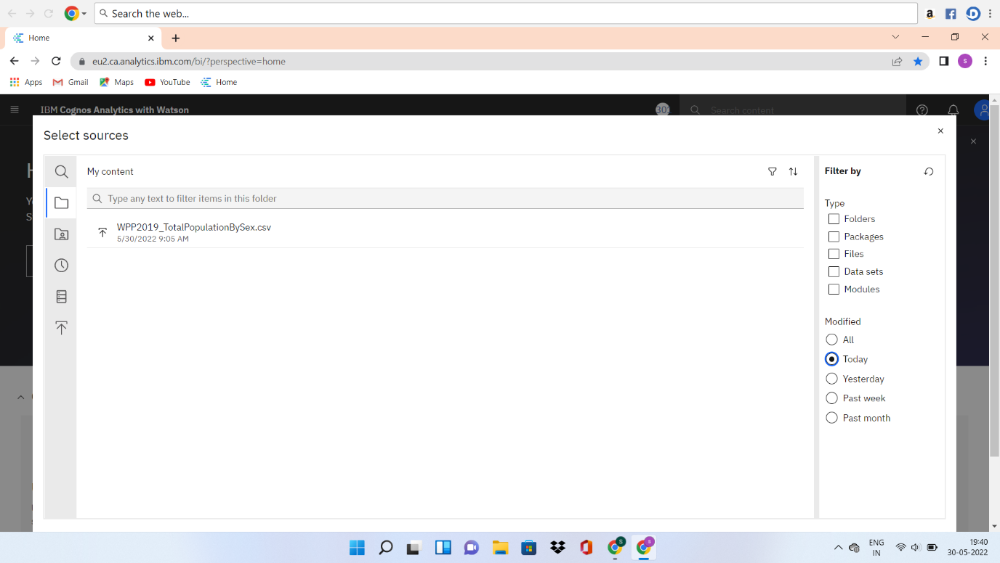 Search the web...
Home
eu2.ca.analytics.ibm.com/bi/?perspective=home
Apps Gmail Maps YouTube Home
IBM Cognos Analytics with Watson
Search content
Select sources
My content
Type any text to filter items in this folder
WPP2019_TotalPopulationBySex.csv
5/30/2022 9:05 AM
Filter by
Type
Folders
Packages
Files
Data sets
Modules
Modified
All
Today
Yesterday
Past week
Past month
ENG
IN
19:40
30-05-2022